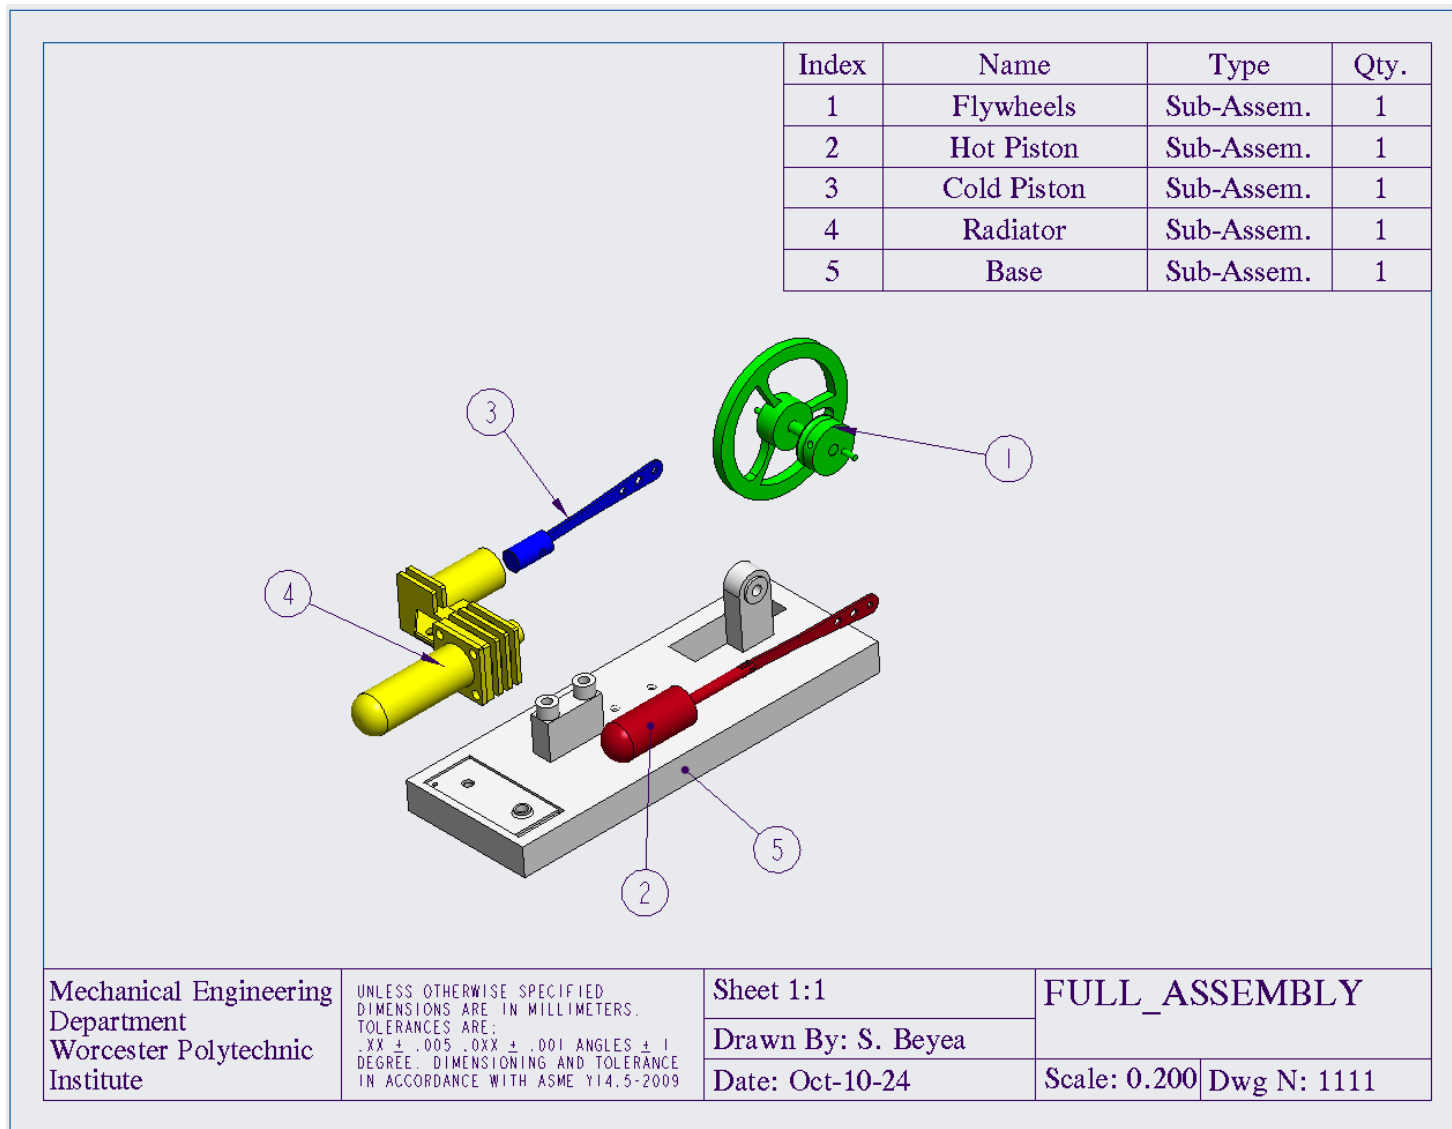 Index Name Type Qty.
1 Flywheels Sub-Assem. 1
2 Hot Piston Sub-Assem. 1
3 Cold Piston Sub-Assem. 1
4 Radiator Sub-Assem. 1
5 Base Sub-Assem. 1
3
1
4
5
2
Mechanical Engineering
Department
Worcester Polytechnic
Institute
UNLESS OTHERWISE SPECIFIED
DIMENSIONS ARE IN MILLIMETERS.
TOLERANCES ARE:
.XX ± .005 .0XX ± .001 ANGLES ± 1
DEGREE. DIMENSIONING AND TOLERANCE
IN ACCORDANCE WITH ASME Y14.5-2009
Sheet 1:1
Drawn By: S. Beyea
Date: Oct-10-24
FULL_ASSEMBLY
Scale: 0.200 Dwg N: 1111